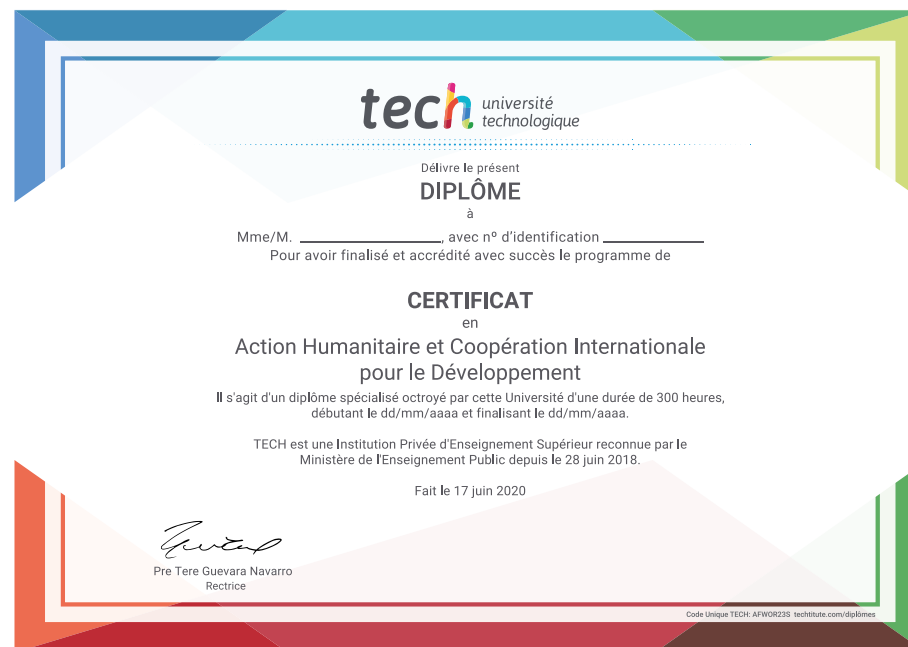 tech université
technologique
Délivre le présent
DIPLÔME
à
Mme/M. ____________________, avec nº d'identification ______________
Pour avoir finalisé et accrédité avec succès le programme de
CERTIFICAT
en
Action Humanitaire et Coopération Internationale
pour le Développement
Il s'agit d'un diplôme spécialisé octroyé par cette Université d'une durée de 300 heures,
débutant le dd/mm/aaaa et finalisant le dd/mm/aaaa.
TECH est une Institution Privée d'Enseignement Supérieur reconnue par le
Ministère de l'Enseignement Public depuis le 28 juin 2018.
Fait le 17 juin 2020
Pre Tere Guevara Navarro
Rectrice
Code Unique TECH: AFWOR23S techtitute.com/diplômes